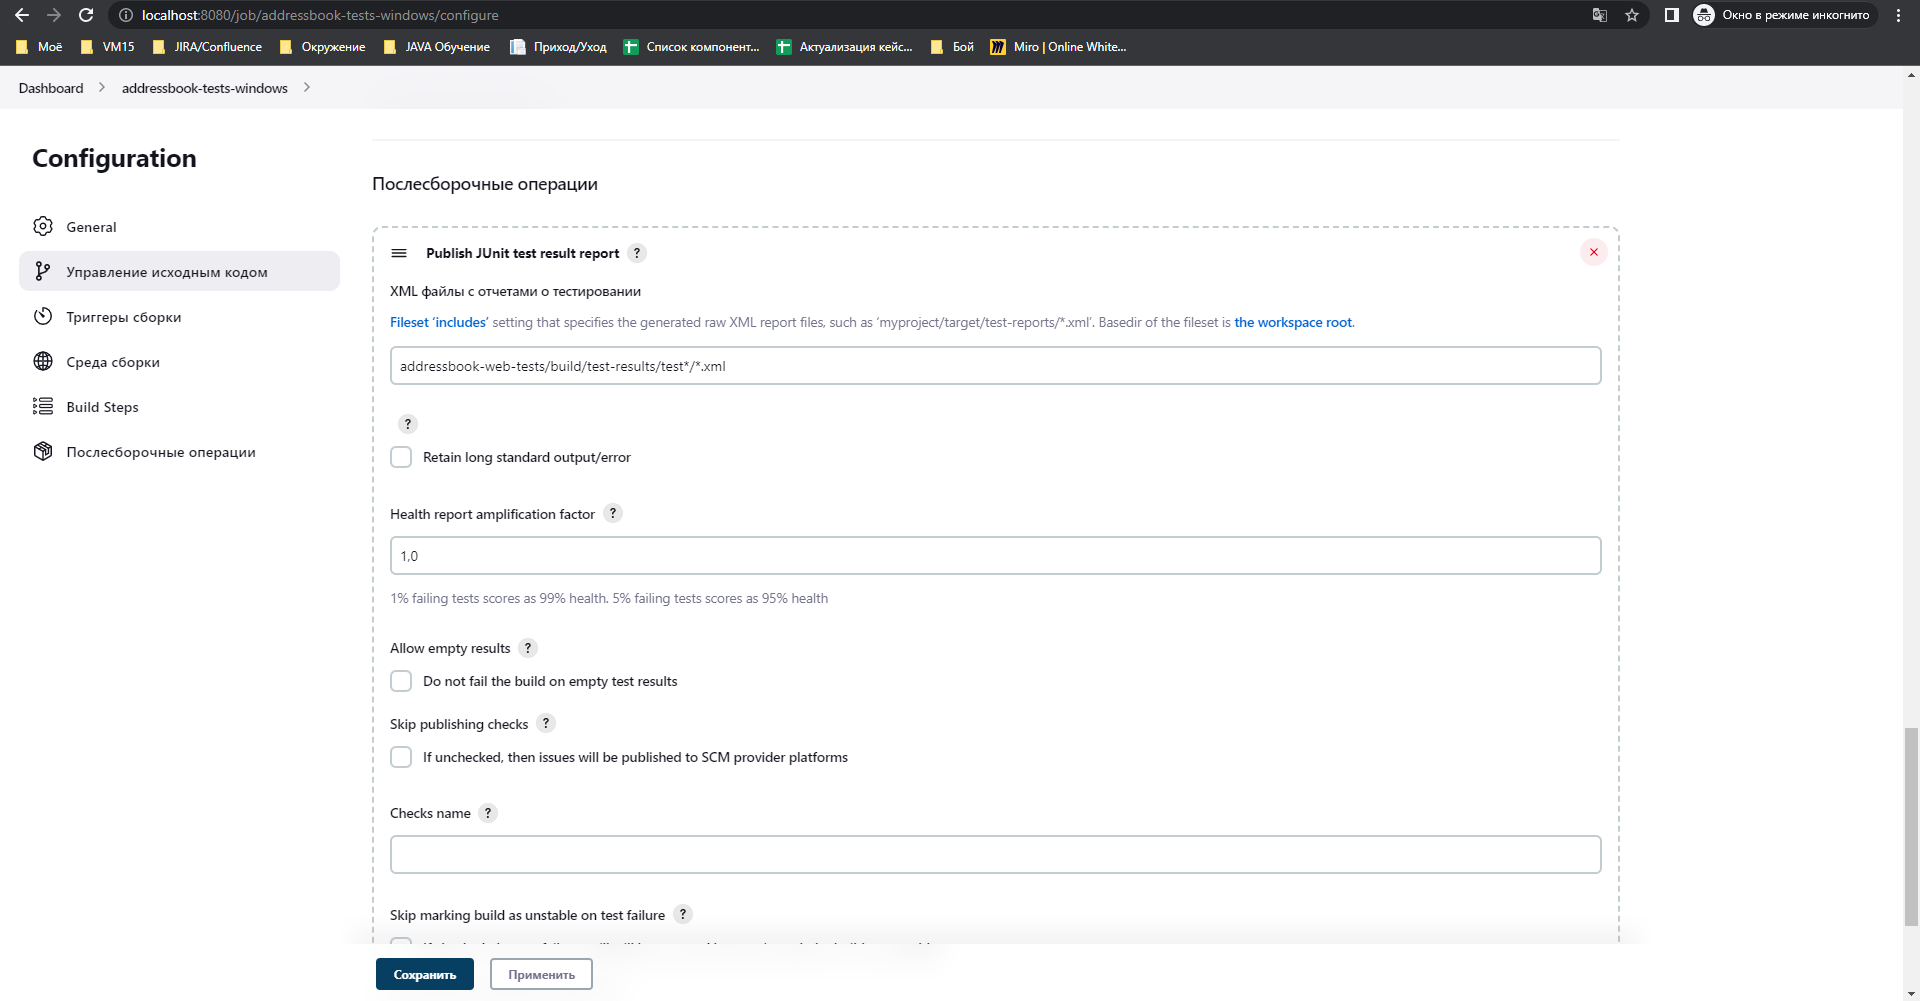 localhost:8080/job/addressbook-tests-windows/configure
Окно в режиме инкогнито
Моё VM15 JIRA/Confluence Окружение JAVA Обучение Приход/Уход Список компонент... Актуализация кейс... Бой Miro | Online White...
Dashboard addressbook-tests-windows
Configuration
General
Управление исходным кодом
Триггеры сборки
Среда сборки
Build Steps
Послесборочные операции
Послесборочные операции
Publish JUnit test result report ?
XML файлы с отчетами о тестировании
Fileset 'includes' setting that specifies the generated raw XML report files, such as 'myproject/target/test-reports/*.xml'. Basedir of the fileset is the workspace root.
addressbook-web-tests/build/test-results/test*/*.xml
?
Retain long standard output/error
Health report amplification factor ?
1,0
1% failing tests scores as 99% health. 5% failing tests scores as 95% health
Allow empty results ?
Do not fail the build on empty test results
Skip publishing checks ?
If unchecked, then issues will be published to SCM provider platforms
Checks name ?
Skip marking build as unstable on test failure ?
Сохранить Применить